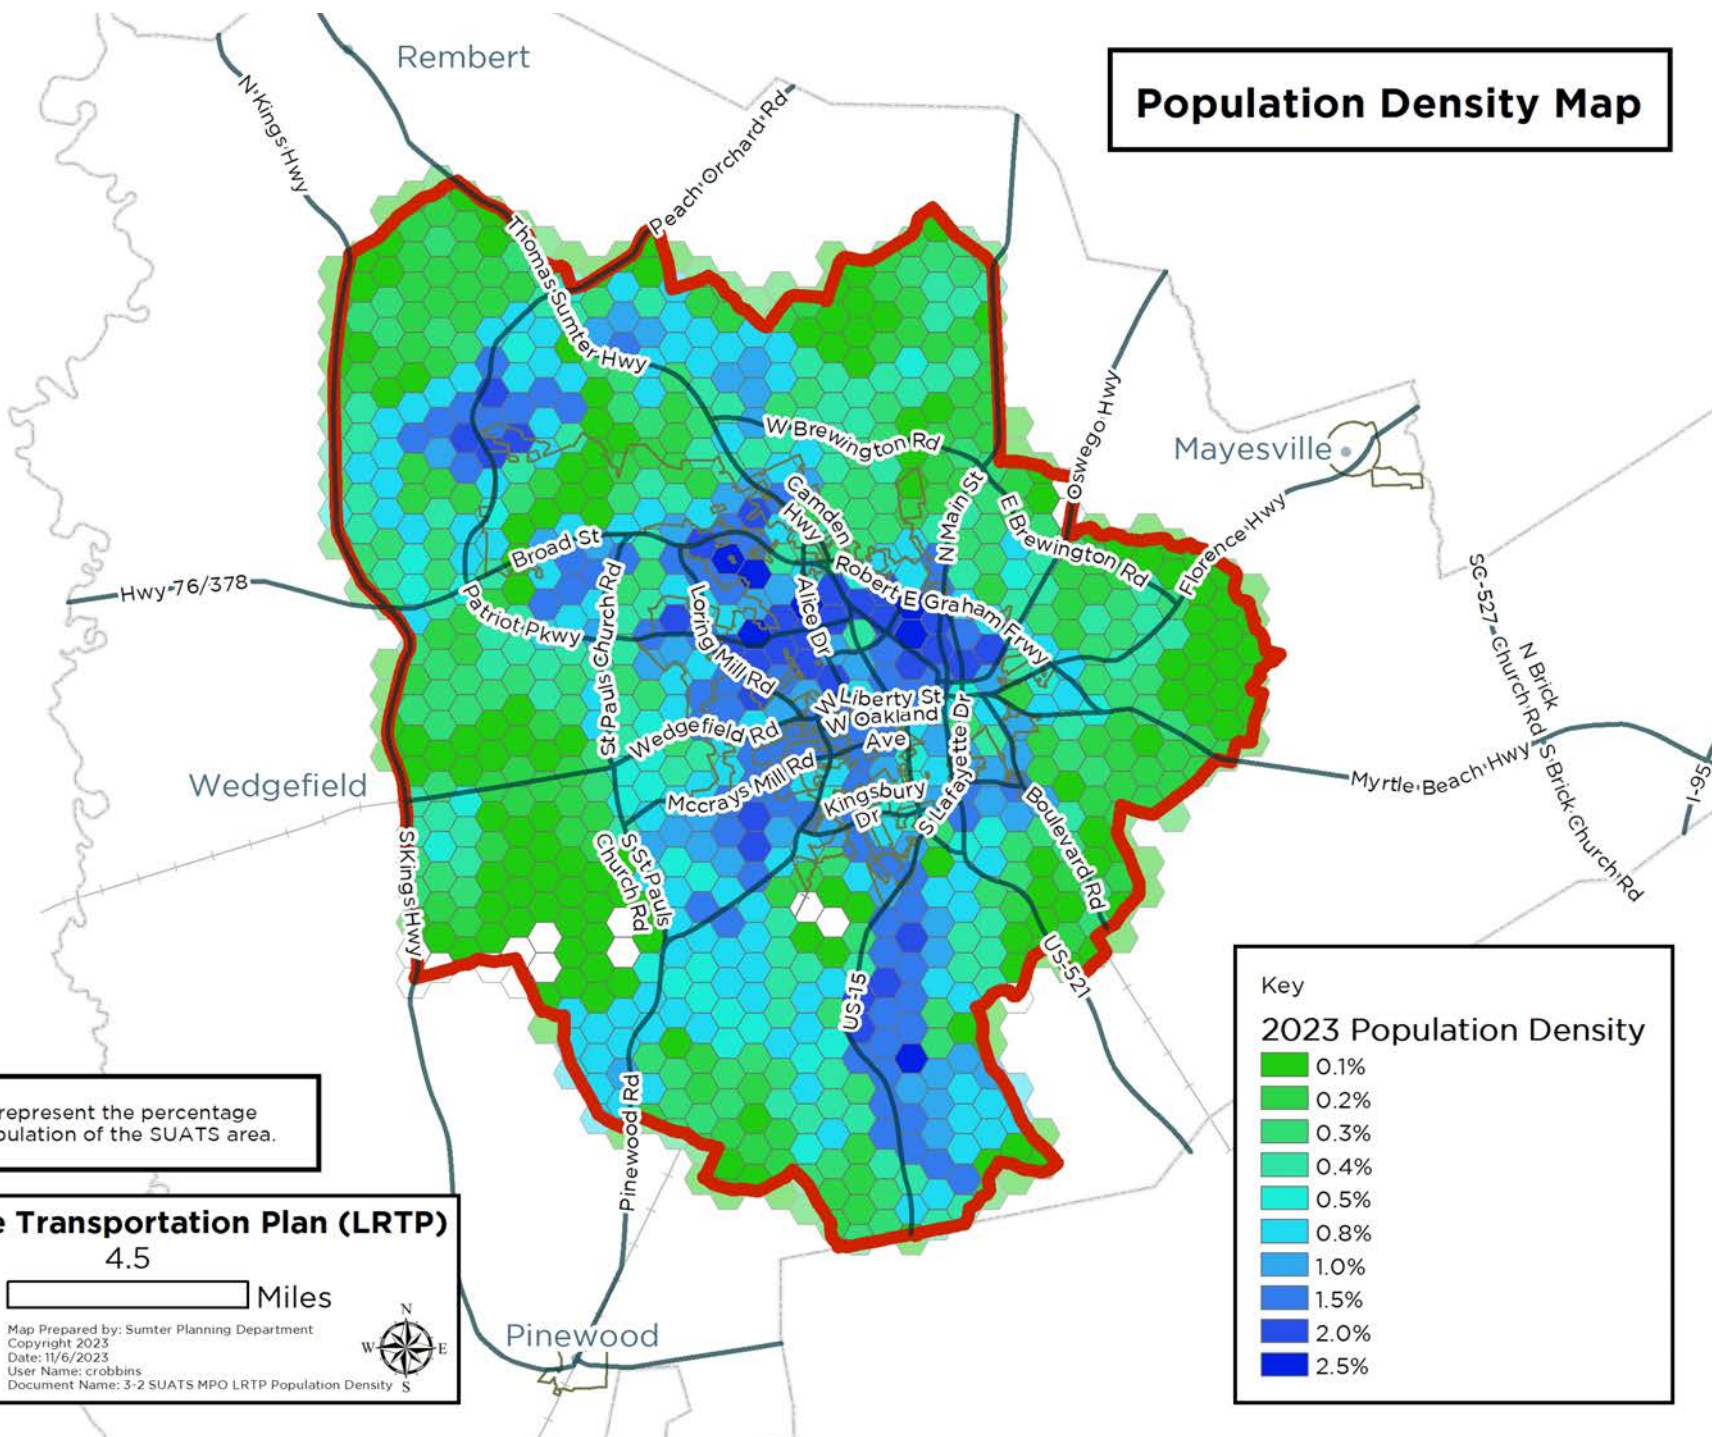 Rembert
Population Density Map
N Kings Hwy
Peach Orchard Rd
Thomas Sumter Hwy
Oswego Hwy
W Brewington Rd
Mayesville
Camden
Hwy
N Main St
E Brewington Rd
Florence Hwy
Broad St
Hwy 76/378
Patriot Pkwy
St Pauls Church Rd
Loring Mill Rd
Alice Dr
Robert E Graham Frwy
SC-527
Church Rd
N Brick
W Liberty St
W Oakland
Ave
Wedgefield Rd
Wedgefield
Mccrays Mill Rd
Kingsbury
Dr
S Lafayette Dr
Boulevard Rd
Myrtle Beach Hwy
S Brick Church Rd
I-95
S Kings Hwy
S St Pauls
Church Rd
US-15
US-521
Pinewood Rd
Pinewood
represent the percentage
pulation of the SUATS area.
e Transportation Plan (LRTP)
4.5
Miles
Map Prepared by: Sumter Planning Department
Copyright 2023
Date: 11/6/2023
User Name: crobbins
Document Name: 3-2 SUATS MPO LRTP Population Density
N
W E
S
Key
2023 Population Density
0.1%
0.2%
0.3%
0.4%
0.5%
0.8%
1.0%
1.5%
2.0%
2.5%